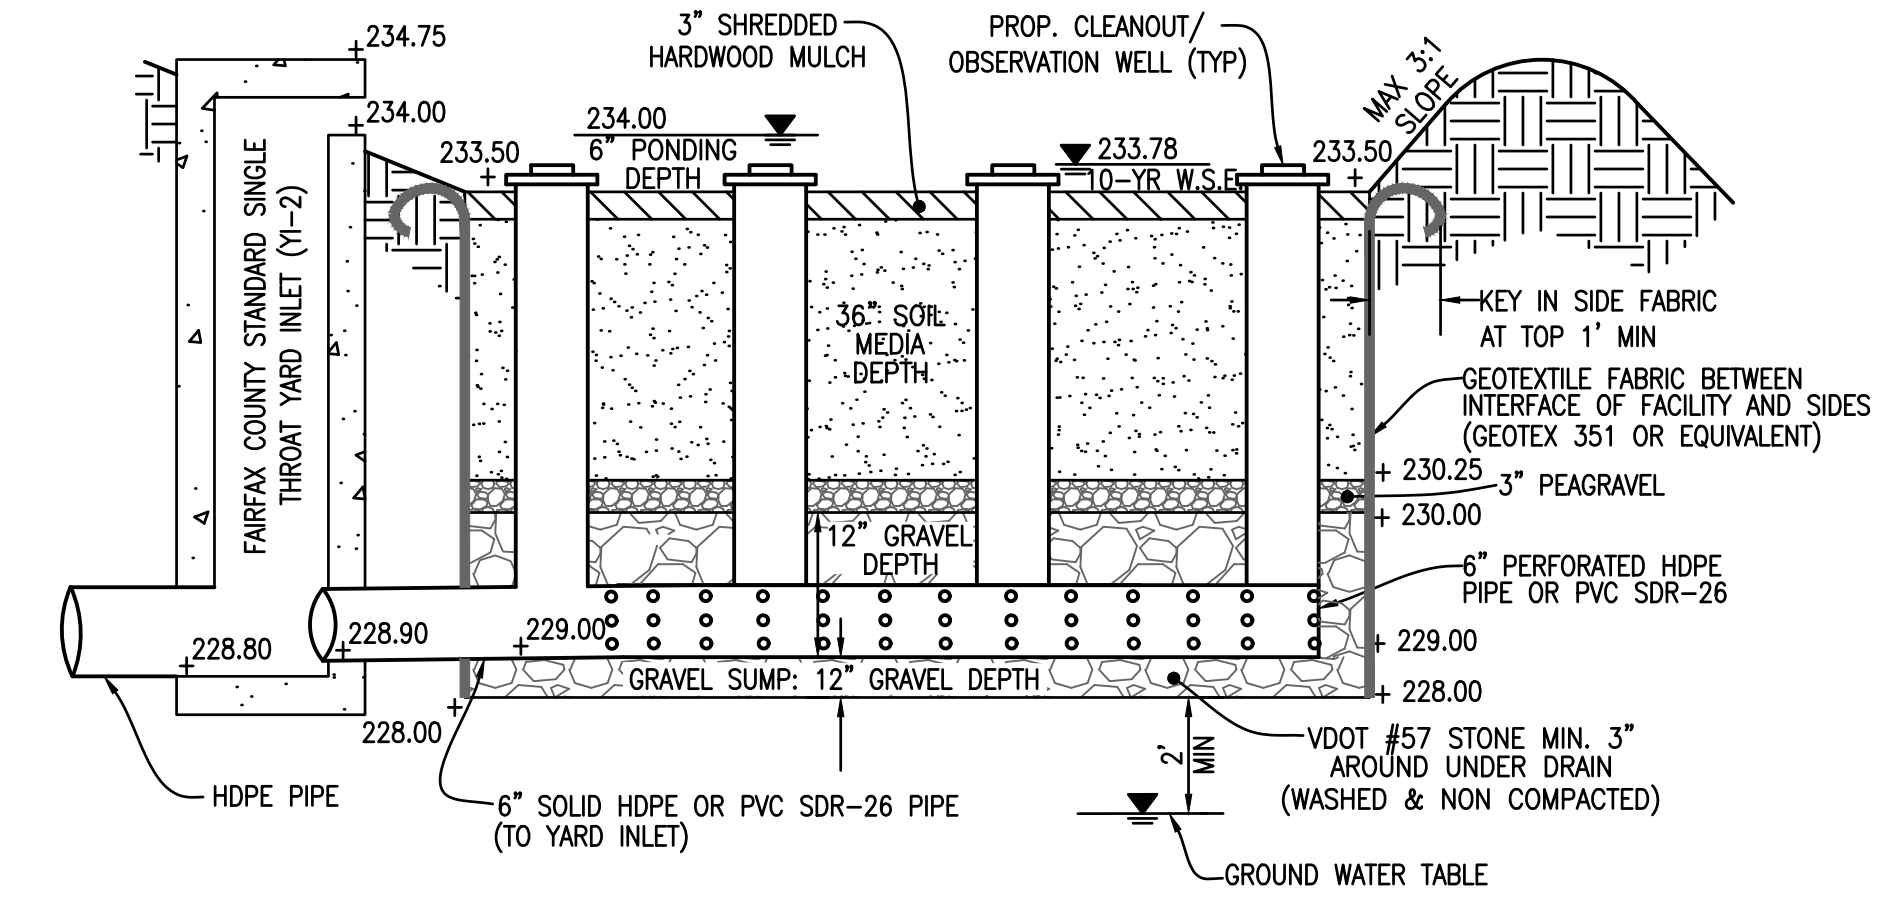 234.75
234.00
3" SHREDDED
HARDWOOD MULCH
PROP. CLEANOUT/
OBSERVATION WELL (TYP)
MAX 3:1
SLOPE
FAIRFAX COUNTY STANDARD SINGLE
THROAT YARD INLET (YI-2)
233.50
234.00
6" PONDING
DEPTH
233.78
10-YR W.S.E.
233.50
36" SOIL
MEDIA
DEPTH
KEY IN SIDE FABRIC
AT TOP 1' MIN
GEOTEXTILE FABRIC BETWEEN
INTERFACE OF FACILITY AND SIDES
(GEOTEX 351 OR EQUIVALENT)
230.25
3" PEAGRAVEL
230.00
12" GRAVEL
DEPTH
6" PERFORATED HDPE
PIPE OR PVC SDR-26
228.80
228.90
229.00
229.00
GRAVEL SUMP: 12" GRAVEL DEPTH
228.00
228.00
2'
MIN
VDOT #57 STONE MIN. 3"
AROUND UNDER DRAIN
(WASHED & NON COMPACTED)
HDPE PIPE
6" SOLID HDPE OR PVC SDR-26 PIPE
(TO YARD INLET)
GROUND WATER TABLE